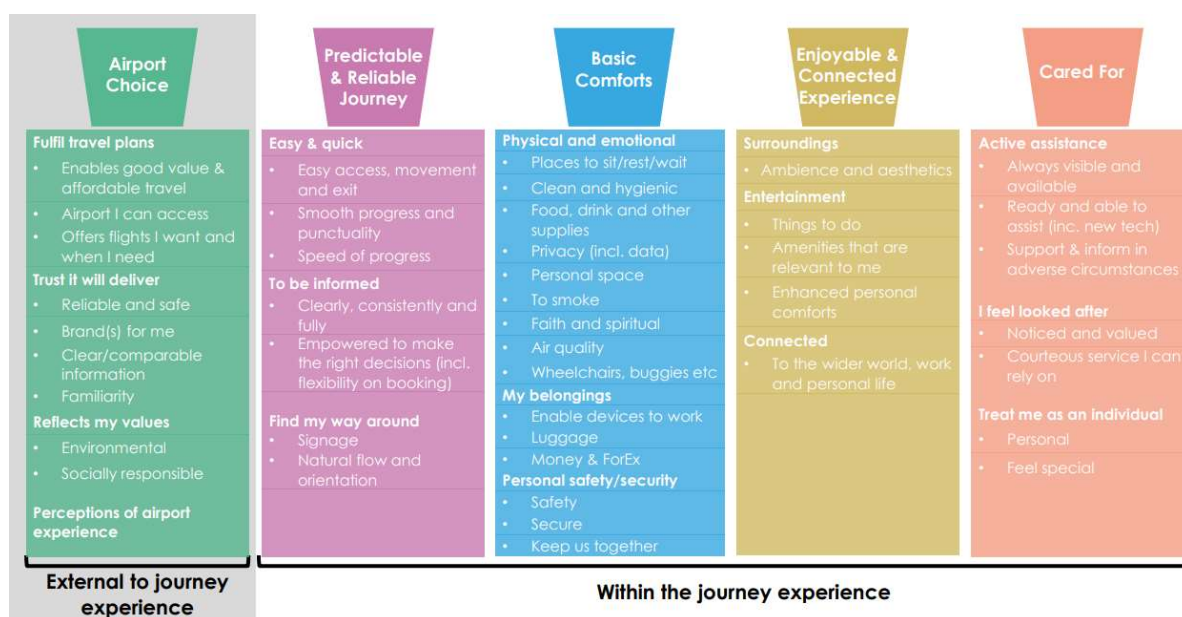 Airport
Choice
Fulfil travel plans
• Enables good value &
affordable travel
• Airport I can access
• Offers flights I want and
when I need
Trust it will deliver
• Reliable and safe
• Brand(s) for me
• Clear/comparable
information
• Familiarity
Reflects my values
• Environmental
• Socially responsible
Perceptions of airport
experience
External to journey
experience
Predictable
& Reliable
Journey
Easy & quick
• Easy access, movement
and exit
• Smooth progress and
punctuality
• Speed of progress
To be informed
• Clearly, consistently and
fully
• Empowered to make
the right decisions (incl.
flexibility on booking)
Find my way around
• Signage
• Natural flow and
orientation
Basic
Comforts
Physical and emotional
• Places to sit/rest/wait
• Clean and hygienic
• Food, drink and other
supplies
• Privacy (incl. data)
• Personal space
• To smoke
• Faith and spiritual
• Air quality
• Wheelchairs, buggies etc
My belongings
• Enable devices to work
• Luggage
• Money & ForEx
Personal safety/security
• Safety
• Secure
• Keep us together
Enjoyable &
Connected
Experience
Surroundings
• Ambience and aesthetics
Entertainment
• Things to do
• Amenities that are
relevant to me
• Enhanced personal
comforts
Connected
• To the wider world, work
and personal life
Cared For
Active assistance
• Always visible and
available
• Ready and able to
assist (inc. new tech)
• Support & inform in
adverse circumstances
I feel looked after
• Noticed and valued
• Courteous service I can
rely on
Treat me as an individual
• Personal
• Feel special
Within the journey experience